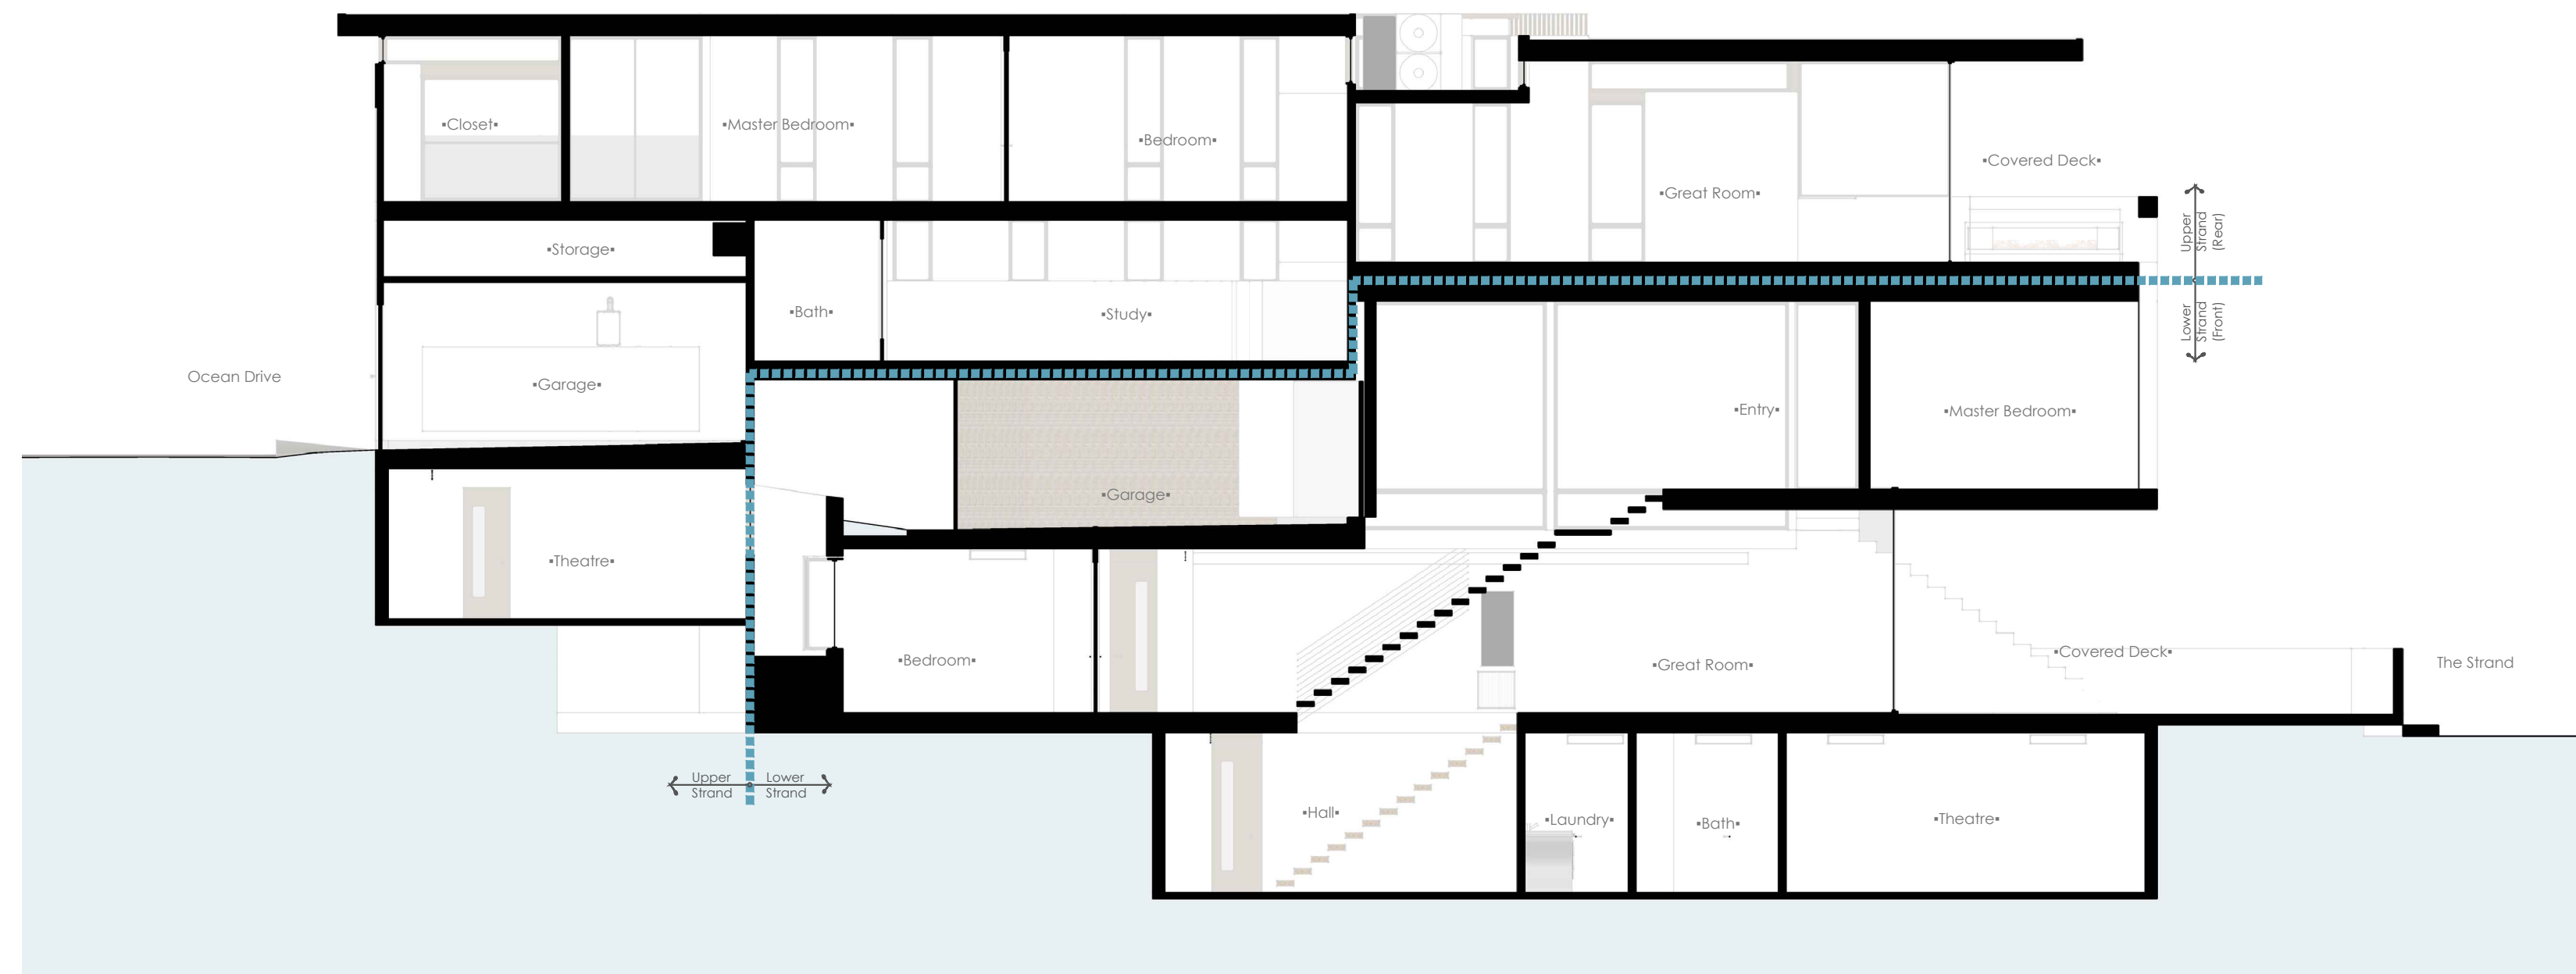 ▪Closet▪
▪Master Bedroom▪
▪Bedroom▪
▪Covered Deck▪
▪Great Room▪
Upper
Strand
(Rear)
▪Storage▪
▪Bath▪
▪Study▪
Lower
Strand
(Front)
Ocean Drive
▪Garage▪
▪Entry▪
▪Master Bedroom▪
▪Garage▪
▪Theatre▪
▪Bedroom▪
▪Great Room▪
▪Covered Deck▪
The Strand
Upper
Strand
Lower
Strand
▪Hall▪
▪Laundry▪
▪Bath▪
▪Theatre▪